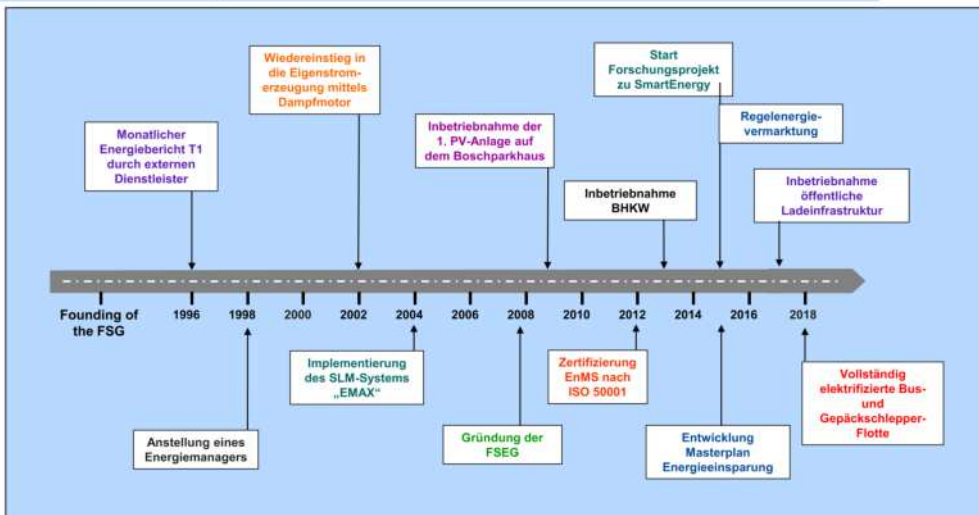 Wiedereinstieg in
die Eigenstrom-
erzeugung mittels
Dampfmotor
Start
Forschungsprojekt
zu SmartEnergy
Monatlicher
Energiebericht T1
durch externen
Dienstleister
Inbetriebnahme der
1. PV-Anlage auf
dem Boschparkhaus
Regelenergie-
vermarktung
Inbetriebnahme
BHKW
Inbetriebnahme
öffentliche
Ladeinfrastruktur
Founding of
the FSG
1996
1998
2000
2002
2004
2006
2008
2010
2012
2014
2016
2018
Implementierung
des SLM-Systems
„EMAX“
Zertifizierung
EnMS nach
ISO 50001
Vollständig
elektrifizierte Bus-
und
Gepäckschlepper-
Flotte
Anstellung eines
Energiemanagers
Gründung der
FSEG
Entwicklung
Masterplan
Energieeinsparung